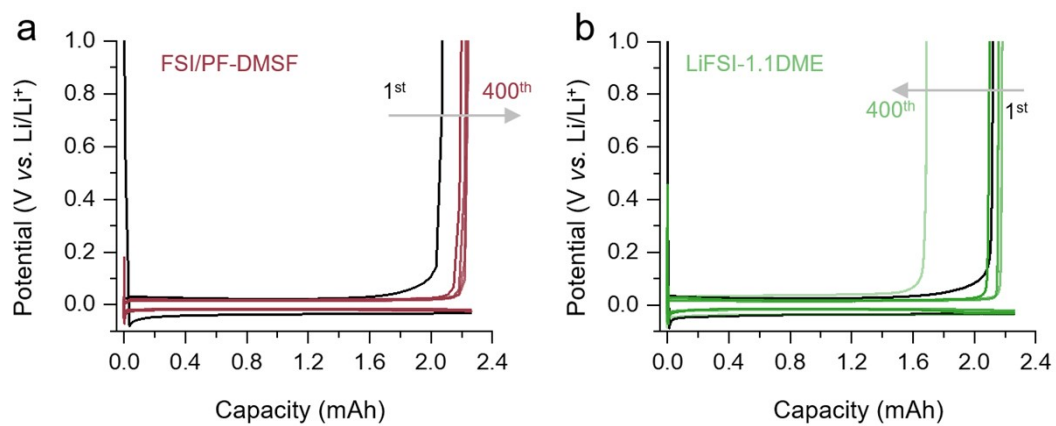 a
FSI/PF-DMSF
1st
400th
1.0
0.8
0.6
0.4
0.2
0.0
Potential (V vs. Li/Li+)
0.0 0.4 0.8 1.2 1.6 2.0 2.4
Capacity (mAh)
b
LiFSI-1.1DME
400th
1st
1.0
0.8
0.6
0.4
0.2
0.0
Potential (V vs. Li/Li+)
0.0 0.4 0.8 1.2 1.6 2.0 2.4
Capacity (mAh)